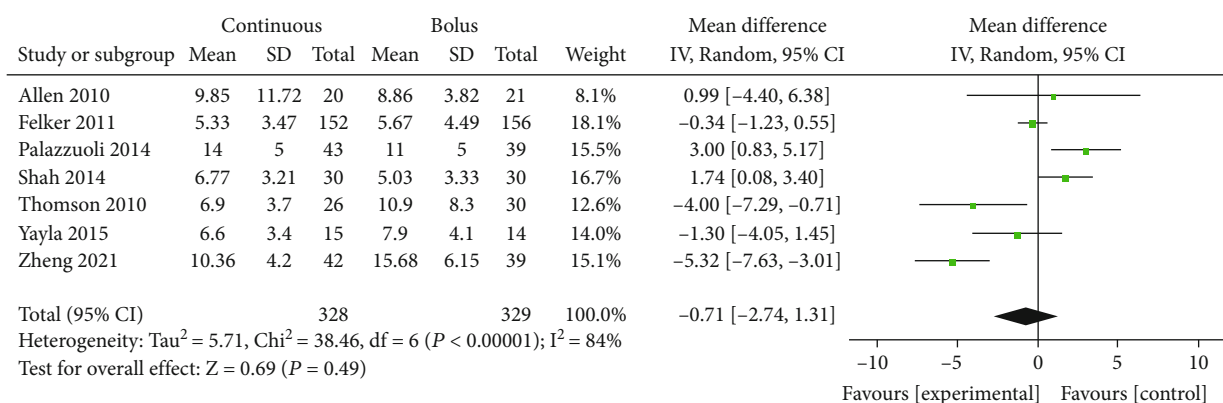 Continuous Bolus Mean difference Mean difference
Study or subgroup Mean SD Total Mean SD Total Weight IV, Random, 95% CI IV, Random, 95% CI
Allen 2010 9.85 11.72 20 8.86 3.82 21 8.1% 0.99 [–4.40, 6.38]
Felker 2011 5.33 3.47 152 5.67 4.49 156 18.1% –0.34 [–1.23, 0.55]
Palazzuoli 2014 14 5 43 11 5 39 15.5% 3.00 [0.83, 5.17]
Shah 2014 6.77 3.21 30 5.03 3.33 30 16.7% 1.74 [0.08, 3.40]
Thomson 2010 6.9 3.7 26 10.9 8.3 30 12.6% –4.00 [–7.29, –0.71]
Yayla 2015 6.6 3.4 15 7.9 4.1 14 14.0% –1.30 [–4.05, 1.45]
Zheng 2021 10.36 4.2 42 15.68 6.15 39 15.1% –5.32 [–7.63, –3.01]
Total (95% CI) 328 329 100.0% –0.71 [–2.74, 1.31]
Heterogeneity: Tau² = 5.71, Chi² = 38.46, df = 6 (P < 0.00001); I² = 84%
Test for overall effect: Z = 0.69 (P = 0.49)
–10 –5 0 5 10
Favours [experimental] Favours [control]